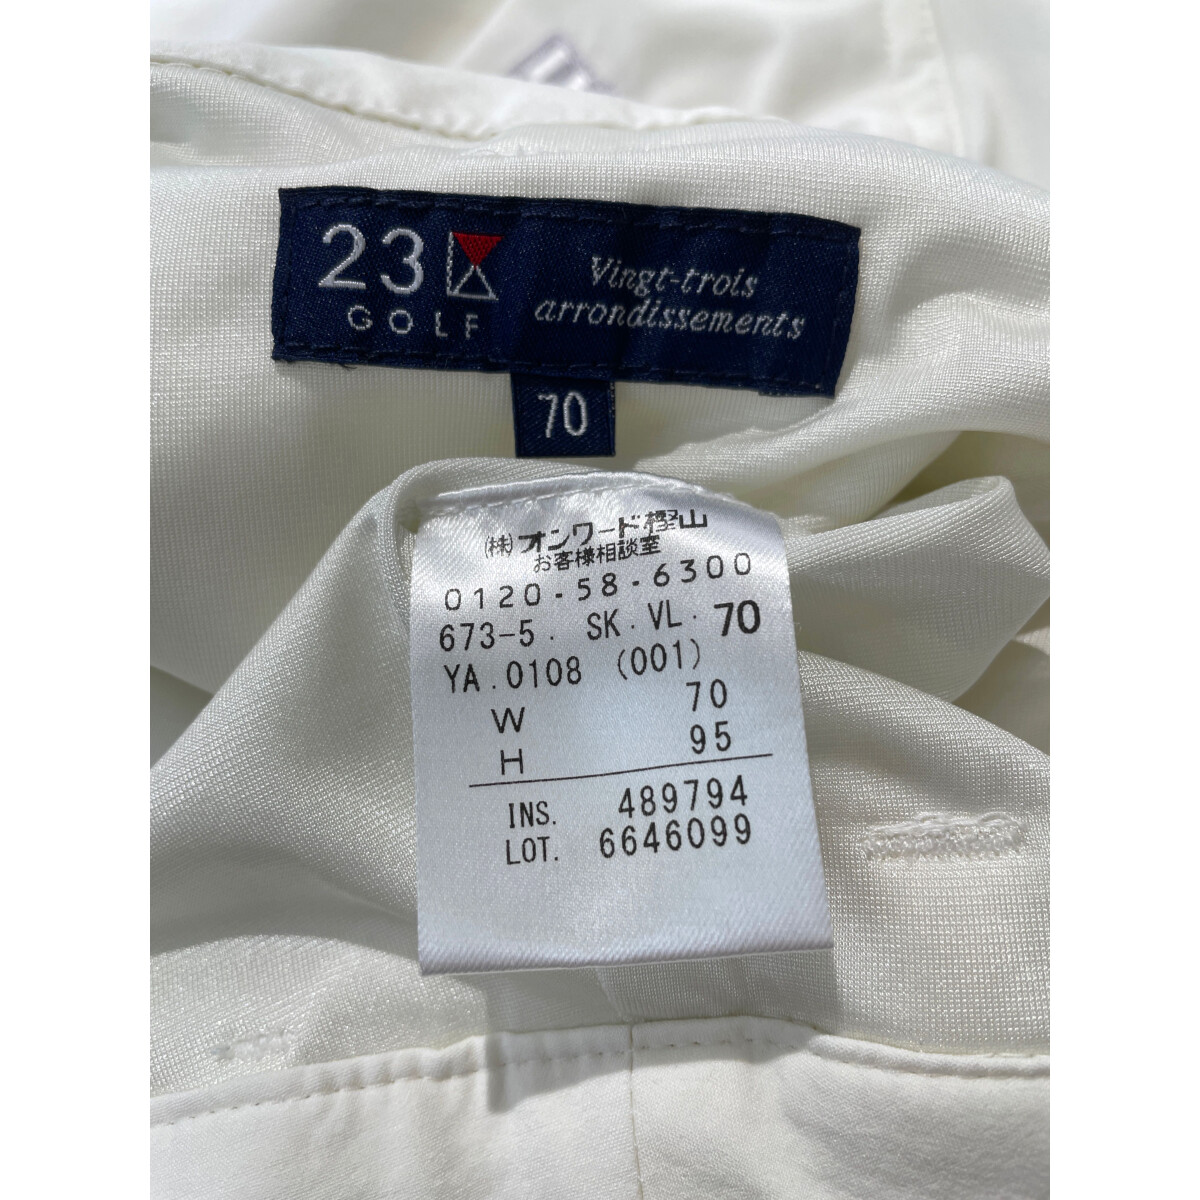 23
GOLF
Vingt-trois
arrondissements
70
(株)オンワード樫山
お客様相談室
0120-58-6300
673-5. SK.VL. 70
YA.0108 (001)
W 70
H 95
INS. 489794
LOT. 6646099